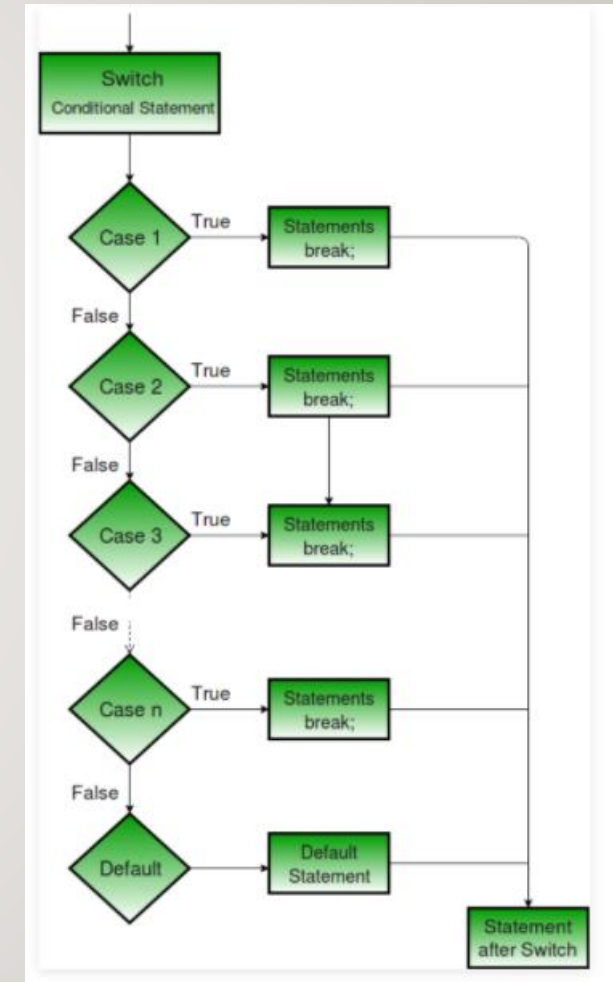 Switch
Conditional Statement
Case 1
True
Statements
break;
False
Case 2
True
Statements
break;
False
Case 3
True
Statements
break;
False
Case n
True
Statements
break;
False
Default
Default
Statement
Statement
after Switch